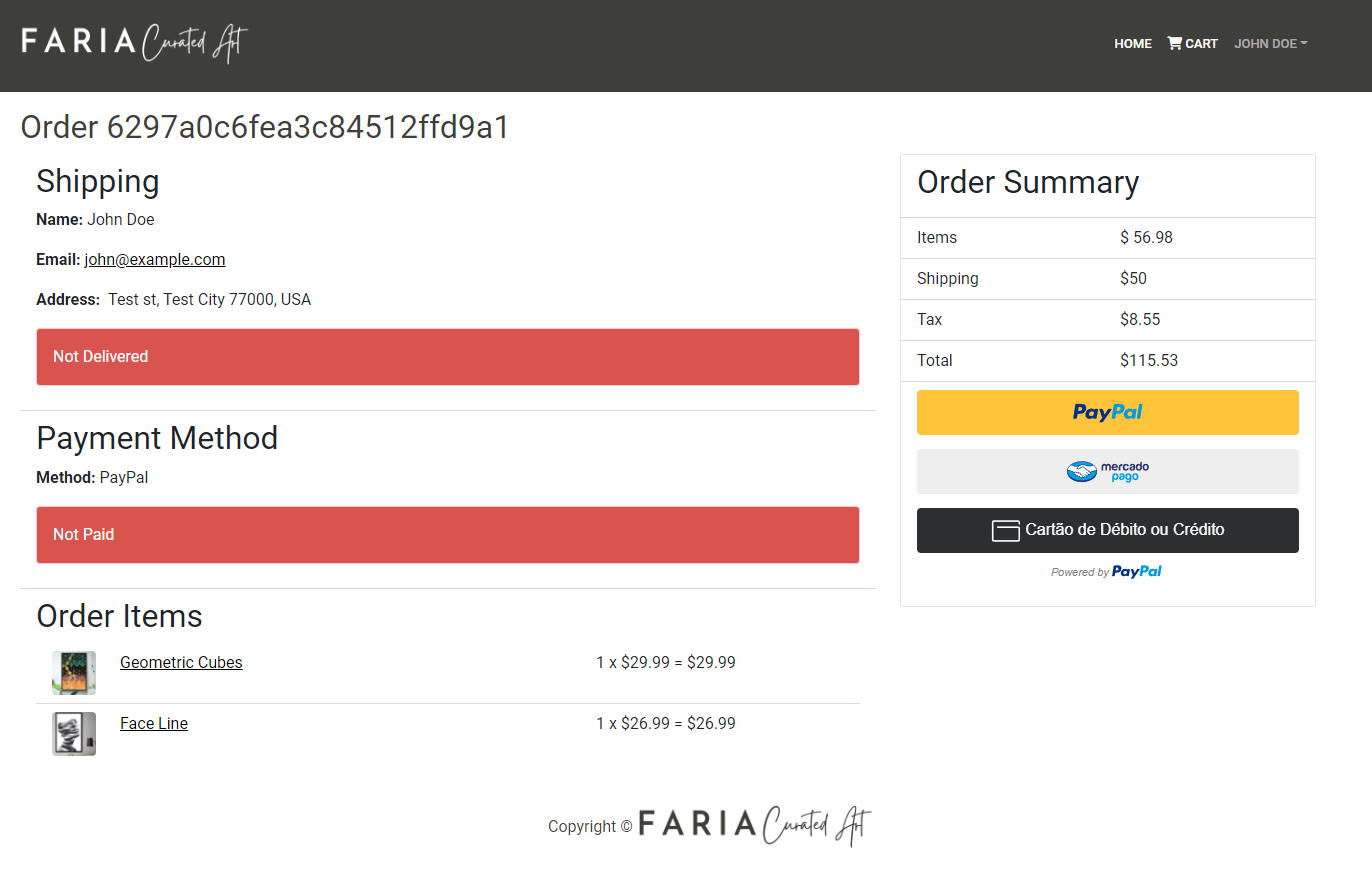 FARIA Curated Art
HOME CART JOHN DOE
Order 6297a0c6fea3c84512ffd9a1
Shipping
Name: John Doe
Email: john@example.com
Address: Test st, Test City 77000, USA
Not Delivered
Payment Method
Method: PayPal
Not Paid
Order Items
Geometric Cubes 1 x $29.99 = $29.99
Face Line 1 x $26.99 = $26.99
Order Summary
Items $ 56.98
Shipping $50
Tax $8.55
Total $115.53
PayPal
mercado
pago
Cartão de Débito ou Crédito
Powered by PayPal
Copyright © FARIA Curated Art